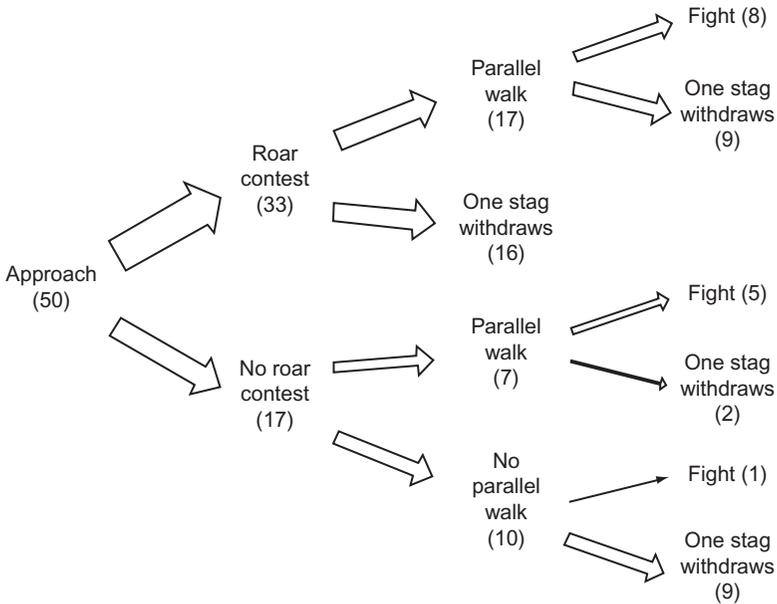 Approach
(50)
Roar
contest
(33)
No roar
contest
(17)
Parallel
walk
(17)
One stag
withdraws
(16)
Parallel
walk
(7)
No
parallel
walk
(10)
Fight (8)
One stag
withdraws
(9)
Fight (5)
One stag
withdraws
(2)
Fight (1)
One stag
withdraws
(9)